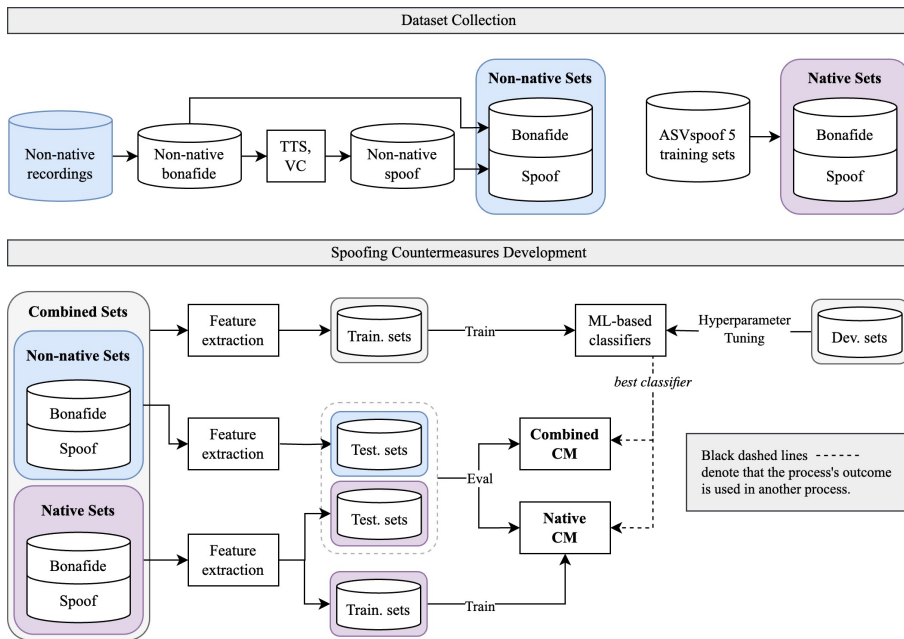 Dataset Collection
Non-native Sets
Native Sets
Non-native
recordings
Non-native
bonafide
TTS,
VC
Non-native
spoof
Bonafide
Spoof
ASVspoof 5
training sets
Bonafide
Spoof
Spoofing Countermeasures Development
Combined Sets
Non-native Sets
Bonafide
Spoof
Native Sets
Bonafide
Spoof
Feature
extraction
Train. sets
Train
ML-based
classifiers
Hyperparameter
Tuning
Dev. sets
best classifier
Feature
extraction
Test. sets
Test. sets
Eval
Combined
CM
Native
CM
Feature
extraction
Train. sets
Train
Black dashed lines ------
denote that the process's outcome
is used in another process.